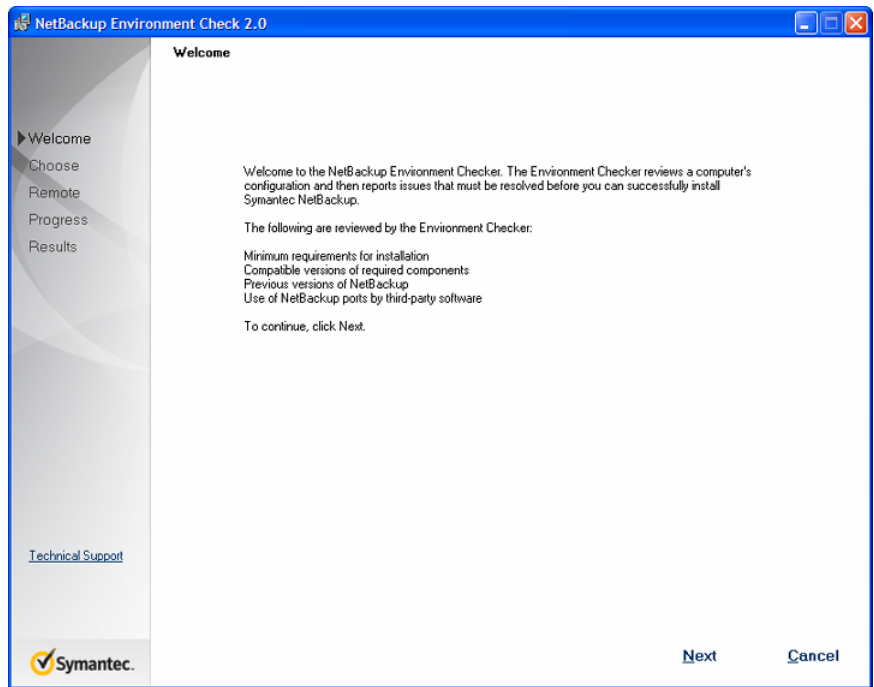 NetBackup Environment Check 2.0
Welcome
Welcome
Choose
Remote
Progress
Results
Welcome to the NetBackup Environment Checker. The Environment Checker reviews a computer's
configuration and then reports issues that must be resolved before you can successfully install
Symantec NetBackup.
The following are reviewed by the Environment Checker:
Minimum requirements for installation
Compatible versions of required components
Previous versions of NetBackup
Use of NetBackup ports by third-party software
To continue, click Next.
Technical Support
Symantec.
Next
Cancel